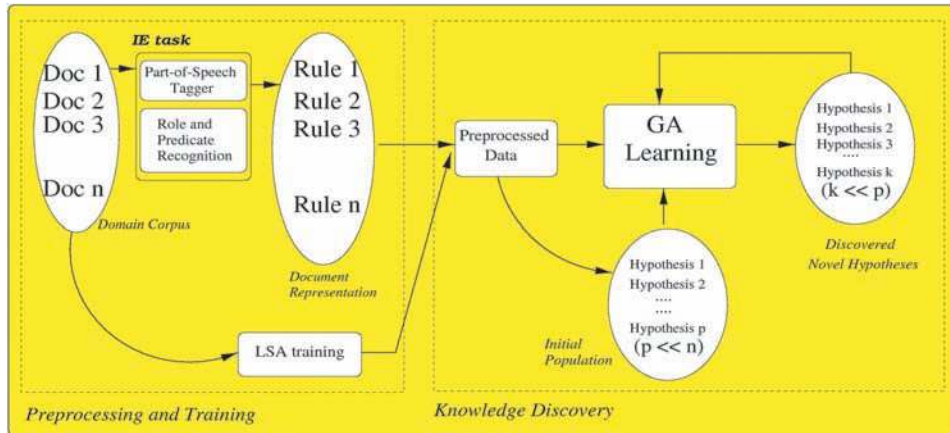 IE task
Doc 1
Doc 2
Doc 3
Doc n
Domain Corpus
Part-of-Speech
Tagger
Role and
Predicate
Recognition
Rule 1
Rule 2
Rule 3
Rule n
Document
Representation
LSA training
Preprocessing and Training
Preprocessed
Data
GA
Learning
Hypothesis 1
Hypothesis 2
Hypothesis 3
....
Hypothesis k
(k << p)
Discovered
Novel Hypotheses
Hypothesis 1
Hypothesis 2
....
....
Hypothesis p
(p << n)
Initial
Population
Knowledge Discovery